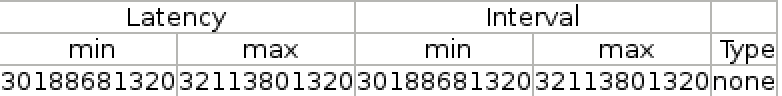 Latency Interval
min max min max Type
30188681320 32113801320 30188681320 32113801320 none